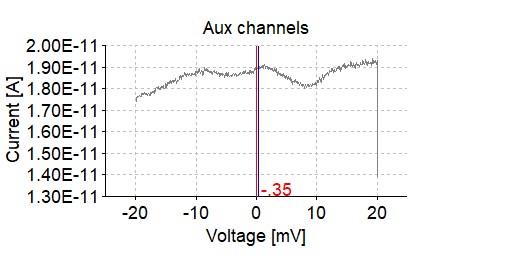 Aux channels
2.00E-11
1.90E-11
1.80E-11
1.70E-11
1.60E-11
1.50E-11
1.40E-11
1.30E-11
Current [A]
-.35
-20 -10 0 10 20
Voltage [mV]